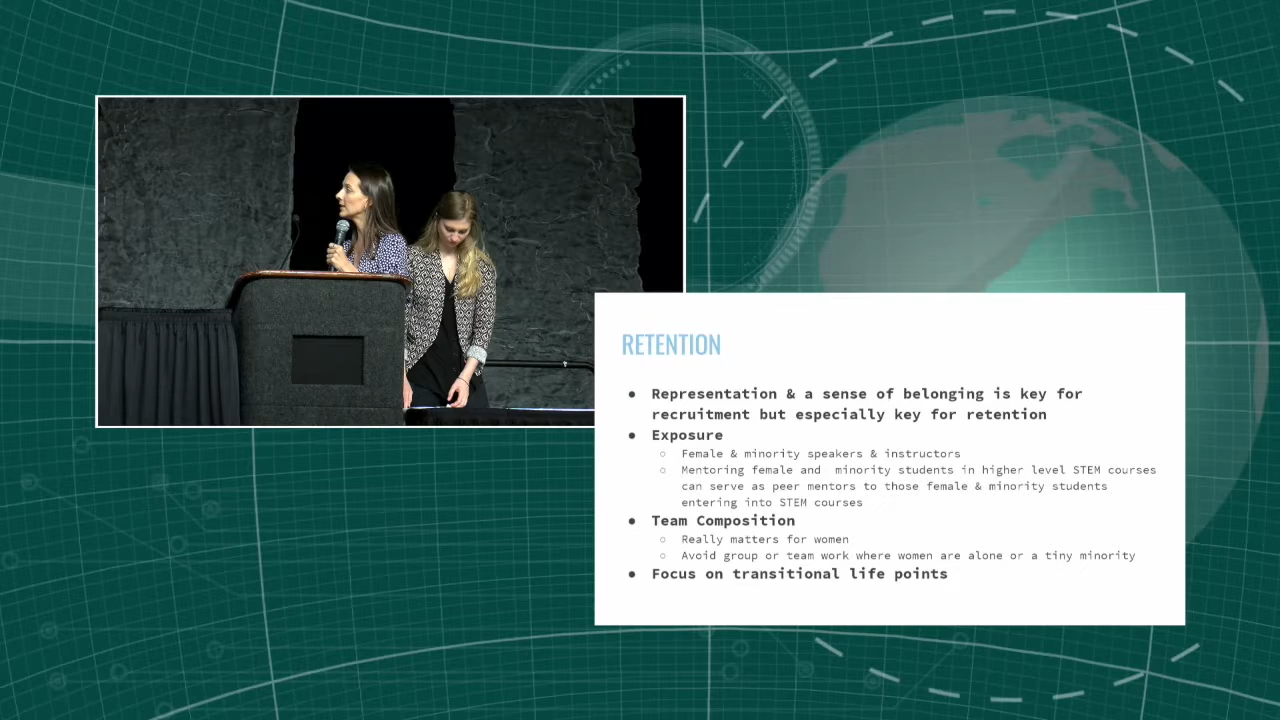 RETENTION
● Representation & a sense of belonging is key for
recruitment but especially key for retention
● Exposure
○ Female & minority speakers & instructors
○ Mentoring female and minority students in higher level STEM courses
can serve as peer mentors to those female & minority students
entering into STEM courses
● Team Composition
○ Really matters for women
○ Avoid group or team work where women are alone or a tiny minority
● Focus on transitional life points